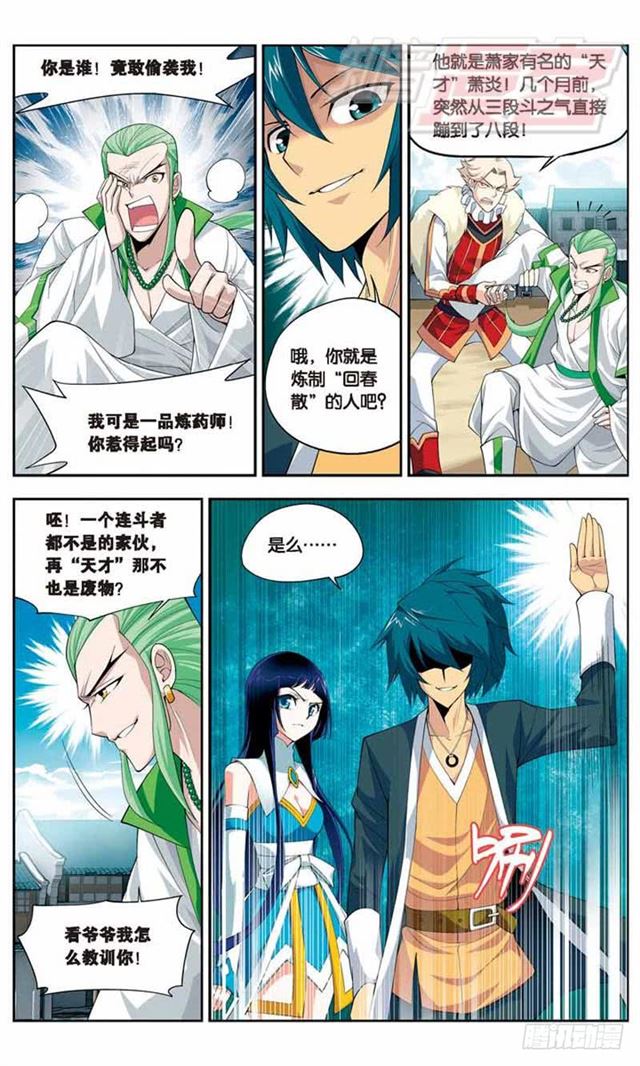 你是谁！竟敢偷袭我！
我可是一品炼药师！
你惹得起吗？
哦，你就是
炼制“回春
散”的人吧？
他就是萧家有名的“天
才”萧炎！几个月前，
突然从三段斗之气直接
蹦到了八段！
呸！一个连斗者
都不是的家伙，
再“天才”那不
也是废物？
看爷爷我怎
么教训你！
是么……
唰
腾讯动漫